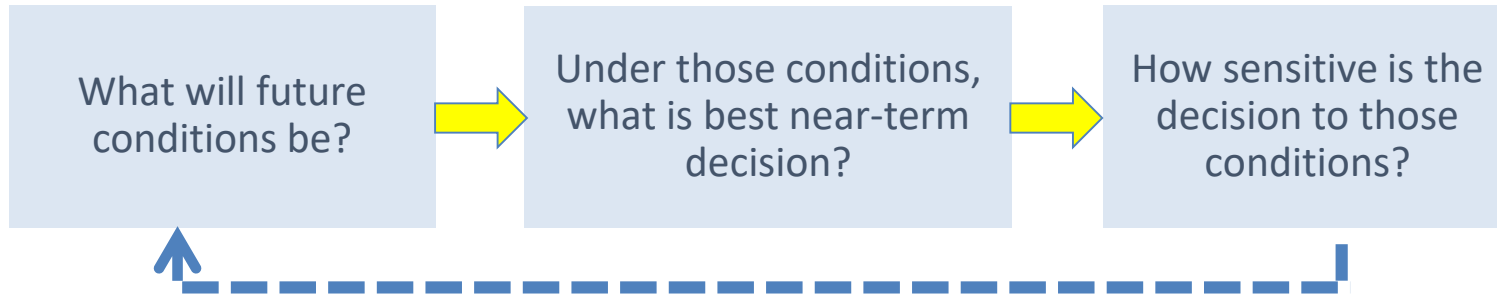 What will future
conditions be?
Under those conditions,
what is best near-term
decision?
How sensitive is the
decision to those
conditions?